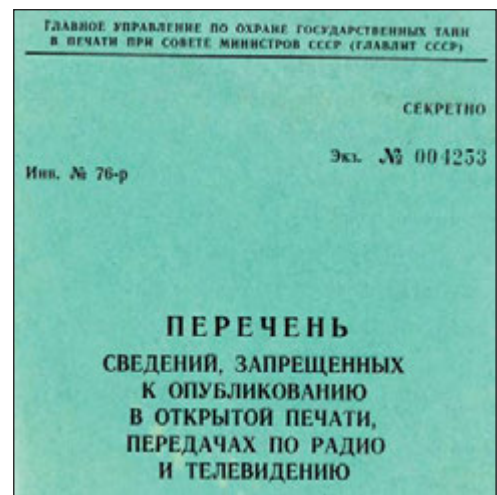 ГЛАВНОЕ УПРАВЛЕНИЕ ПО ОХРАНЕ ГОСУДАРСТВЕННЫХ ТАИН
В ПЕЧАТИ ПРИ СОВЕТЕ МИНИСТРОВ СССР (ГЛАВЛИТ СССР)
СЕКРЕТНО
Экз. № 004253
Инв. № 76-р
ПЕРЕЧЕНЬ
СВЕДЕНИЙ, ЗАПРЕЩЕННЫХ
К ОПУБЛИКОВАНИЮ
В ОТКРЫТОЙ ПЕЧАТИ,
ПЕРЕДАЧАХ ПО РАДИО
И ТЕЛЕВИДЕНИЮ